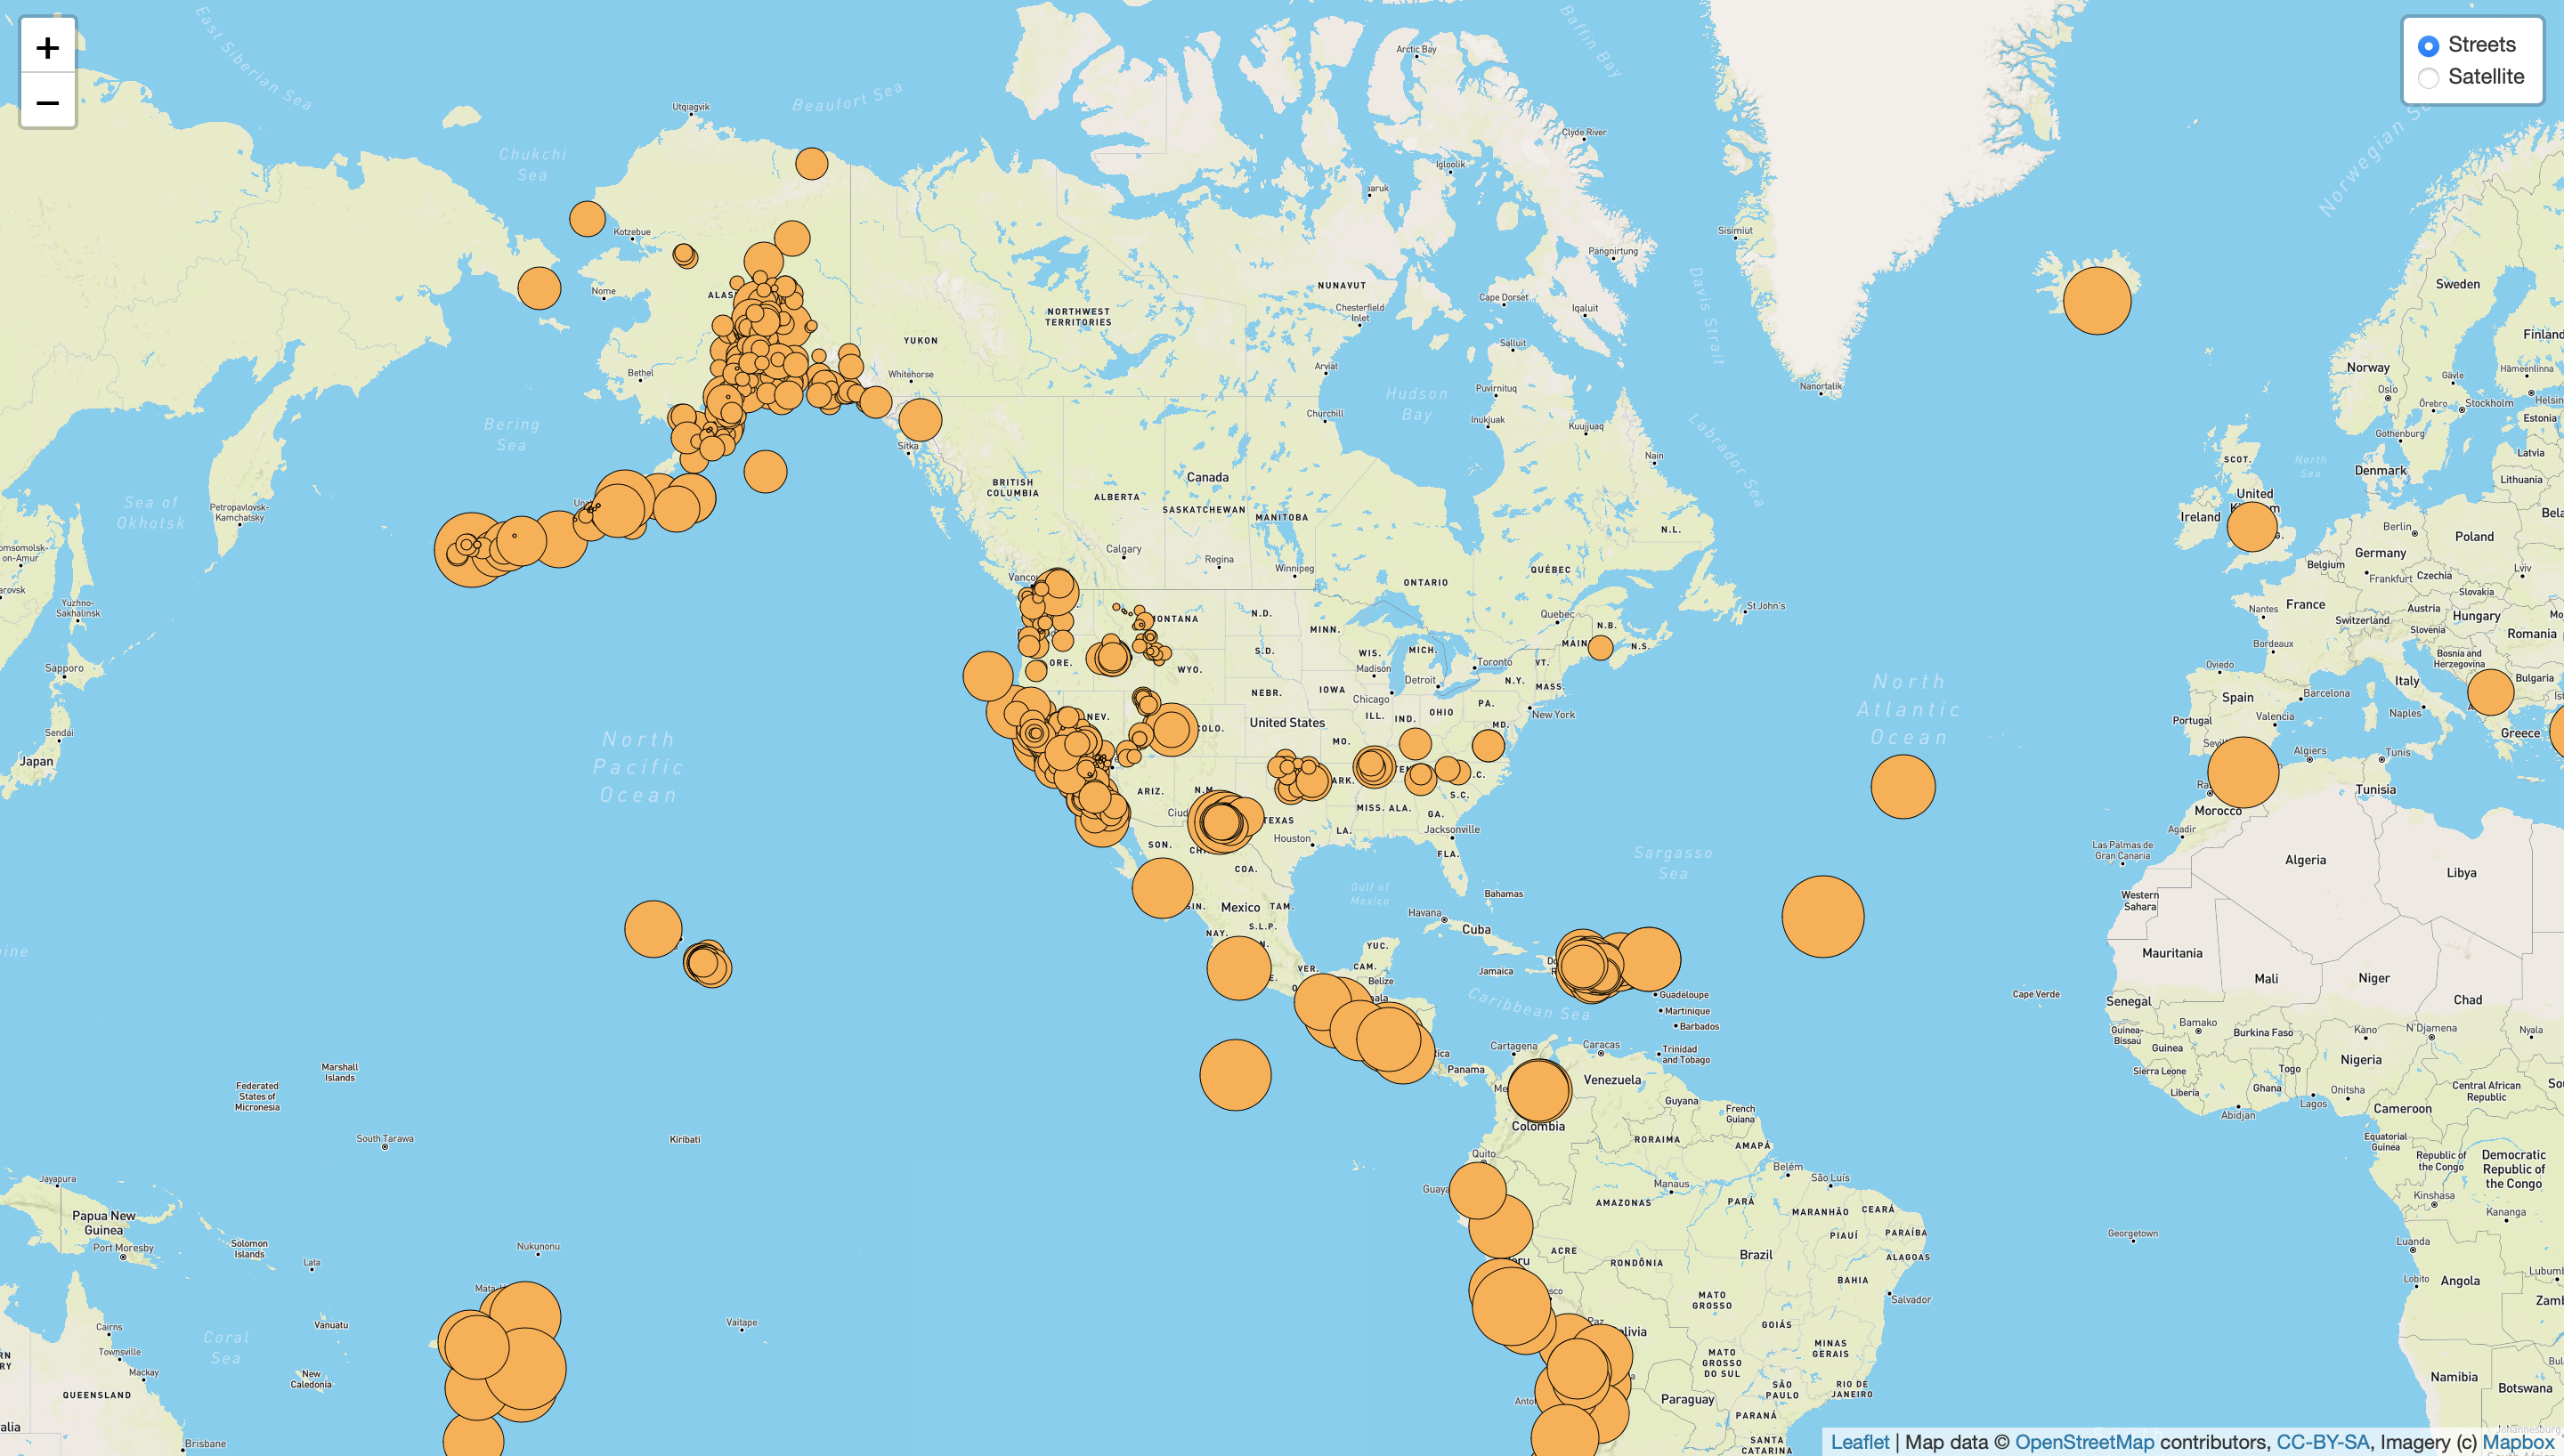 +
−
Streets
Satellite
East Siberian Sea
Beaufort Sea
Baffin Bay
Arctic Bay
Utqiagvik
Clyde River
Chukchi
Sea
Igloolik
Norwegian
Kotzebue
Sisimiut
Pangnirtung
Nome
ALAS
NUNAVUT
Cape Dorset
Iqaluit
Chesterfield
Inlet
NORTHWEST
TERRITORIES
Davis Strait
Sweden
Finland
YUKON
Salluit
Norway
Bethel
Whitehorse
Arviat
Puvirnituq
Nanortalik
Oslo
Gävle
Hämeenlinna
Örebro
Stockholm
Helsin
Hudson
Bay
Churchill
Inukjuak
Kuujjuaq
Labrador Sea
Estonia
Gothenburg
Bering
Sea
Sitka
Nain
SCOT.
North
Sea
Denmark
Latvia
Lithuania
Canada
BRITISH
COLUMBIA
ALBERTA
SASKATCHEWAN
MANITOBA
N.L.
United
Ireland
Sea of
Okhotsk
Petropavlovsk-
Kamchatsky
Berlin
Poland
Bela
Germany
omsomolsk-
on-Amur
Calgary
Regina
Winnipeg
ONTARIO
QUÉBEC
Belgium
Frankfurt
Czechia
Lviv
Slovakia
Vanco
Yuzhno-
Sakhalinsk
St John's
Quebec
Nantes
France
Austria
Hungary
Switzerland
Slovenia
Romania
MONTANA
N.D.
MINN.
N.B.
MAIN
N.S.
Bordeaux
ORE.
WYO.
S.D.
WIS.
MICH.
Toronto
VT.
Madison
Detroit
N.Y.
MASS.
Sapporo
Oviedo
Bosnia and
Herzegovina
Italy
Bulgaria
NEBR.
IOWA
Chicago
PA.
Spain
Barcelona
North
Atlantic
Ocean
NEV.
COLO.
United States
ILL.
IND.
OHIO
MD.
New York
Portugal
Valencia
Naples
Greece
Sendai
Japan
North
Pacific
Ocean
MO.
Sevil
Algiers
Tunis
ARIZ.
N.M.
ARK.
S.C.
Tunisia
Ciud
TEXAS
MISS.
ALA.
GA.
Morocco
Houston
LA.
Jacksonville
Agadir
SON.
FLA.
COA.
Sargasso
Sea
Las Palmas de
Gran Canaria
Algeria
Libya
Gulf of
Mexico
Bahamas
Western
Sahara
SIN.
Mexico
TAM.
Havana
Cuba
NAY.
S.L.P.
YUC.
Mauritania
Mali
Niger
Chad
VER.
CAM.
Belize
Jamaica
Guadeloupe
Martinique
Barbados
Caribbean Sea
Cape Verde
Senegal
Bamako
Burkina Faso
Kano
N'Djamena
Nyala
Guinea-
Bissau
Guinea
Sierra Leone
Liberia
Togo
Ghana
Abidjan
Nigeria
Onitsha
Lagos
Central African
Republic
Cameroon
Cartagena
Caracas
Trinidad
and Tobago
Panama
Venezuela
Guyana
French
Guiana
Colombia
Marshall
Islands
Federated
States of
Micronesia
South Tarawa
Kiribati
RORAIMA
AMAPÁ
Equatorial
Guinea
Republic of
the Congo
Democratic
Republic of
the Congo
Quito
Guaya
Manaus
Belém
São Luís
AMAZONAS
PARÁ
MARANHÃO
CEARÁ
PIAUÍ
PARAÍBA
ALAGOAS
Kinshasa
Kananga
Jayapura
Papua New
Guinea
Port Moresby
Solomon
Islands
Lata
Nukunonu
ACRE
RONDÔNIA
Brazil
BAHIA
Salvador
Georgetown
Luanda
Lobito
Angola
MATO
GROSSO
GOIÁS
MINAS
GERAIS
MATO
GROSSO
DO SUL
SÃO
PAULO
RIO DE
JANEIRO
Paraguay
PARANÁ
SANTA
CATARINA
Cairns
Townsville
Mackay
Coral
Sea
Vanuatu
New
Caledonia
Vaitape
QUEENSLAND
Brisbane
Namibia
Botswana
Leaflet | Map data © OpenStreetMap contributors, CC-BY-SA, Imagery (c) Mapbox